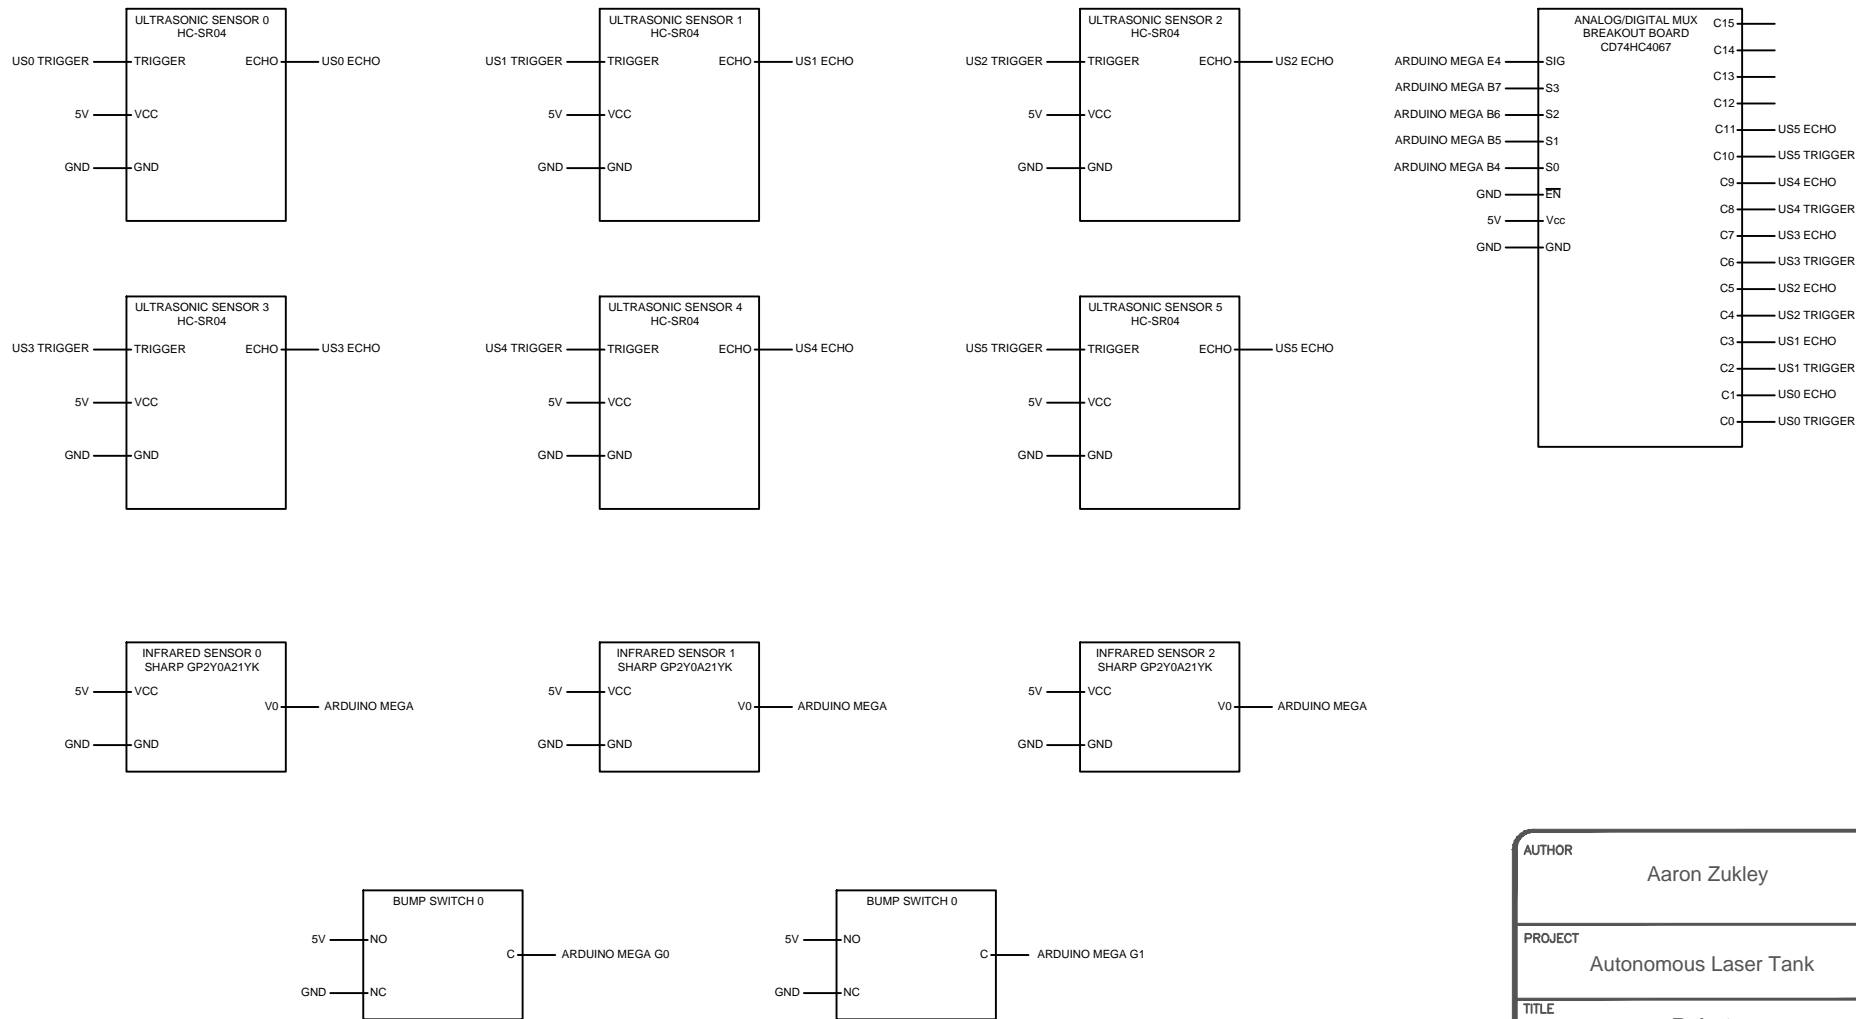 ULTRASONIC SENSOR 0
HC-SR04
US0 TRIGGER
TRIGGER
ECHO
US0 ECHO
5V
VCC
GND
GND
ULTRASONIC SENSOR 1
HC-SR04
US1 TRIGGER
TRIGGER
ECHO
US1 ECHO
5V
VCC
GND
GND
ULTRASONIC SENSOR 2
HC-SR04
US2 TRIGGER
TRIGGER
ECHO
US2 ECHO
5V
VCC
GND
GND
ANALOG/DIGITAL MUX
BREAKOUT BOARD
CD74HC4067
ARDUINO MEGA E4
SIG
ARDUINO MEGA B7
S3
ARDUINO MEGA B6
S2
ARDUINO MEGA B5
S1
ARDUINO MEGA B4
S0
GND
EN
5V
Vcc
GND
GND
C15
C14
C13
C12
C11
US5 ECHO
C10
US5 TRIGGER
C9
US4 ECHO
C8
US4 TRIGGER
C7
US3 ECHO
C6
US3 TRIGGER
C5
US2 ECHO
C4
US2 TRIGGER
C3
US1 ECHO
C2
US1 TRIGGER
C1
US0 ECHO
C0
US0 TRIGGER
ULTRASONIC SENSOR 3
HC-SR04
US3 TRIGGER
TRIGGER
ECHO
US3 ECHO
5V
VCC
GND
GND
ULTRASONIC SENSOR 4
HC-SR04
US4 TRIGGER
TRIGGER
ECHO
US4 ECHO
5V
VCC
GND
GND
ULTRASONIC SENSOR 5
HC-SR04
US5 TRIGGER
TRIGGER
ECHO
US5 ECHO
5V
VCC
GND
GND
INFRARED SENSOR 0
SHARP GP2Y0A21YK
5V
VCC
V0
ARDUINO MEGA
GND
GND
INFRARED SENSOR 1
SHARP GP2Y0A21YK
5V
VCC
V0
ARDUINO MEGA
GND
GND
INFRARED SENSOR 2
SHARP GP2Y0A21YK
5V
VCC
V0
ARDUINO MEGA
GND
GND
BUMP SWITCH 0
5V
NO
C
ARDUINO MEGA G0
GND
NC
BUMP SWITCH 0
5V
NO
C
ARDUINO MEGA G1
GND
NC
AUTHOR
Aaron Zukley
PROJECT
Autonomous Laser Tank
TITLE